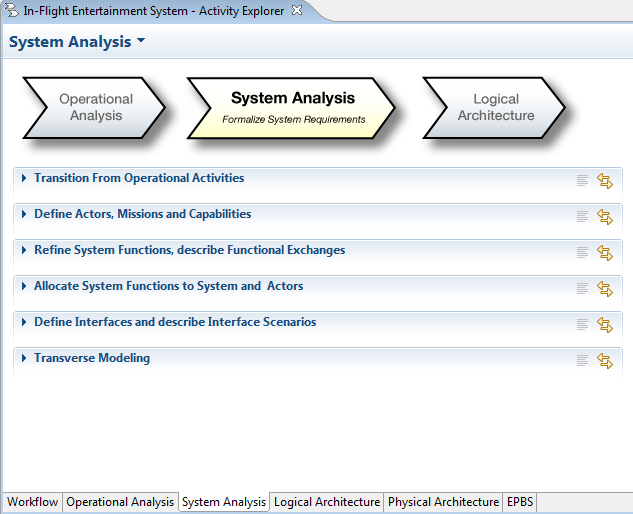 In-Flight Entertainment System - Activity Explorer
System Analysis
Operational
Analysis
System Analysis
Formalize System Requirements
Logical
Architecture
Transition From Operational Activities
Define Actors, Missions and Capabilities
Refine System Functions, describe Functional Exchanges
Allocate System Functions to System and Actors
Define Interfaces and describe Interface Scenarios
Transverse Modeling
Workflow Operational Analysis System Analysis Logical Architecture Physical Architecture EPBS